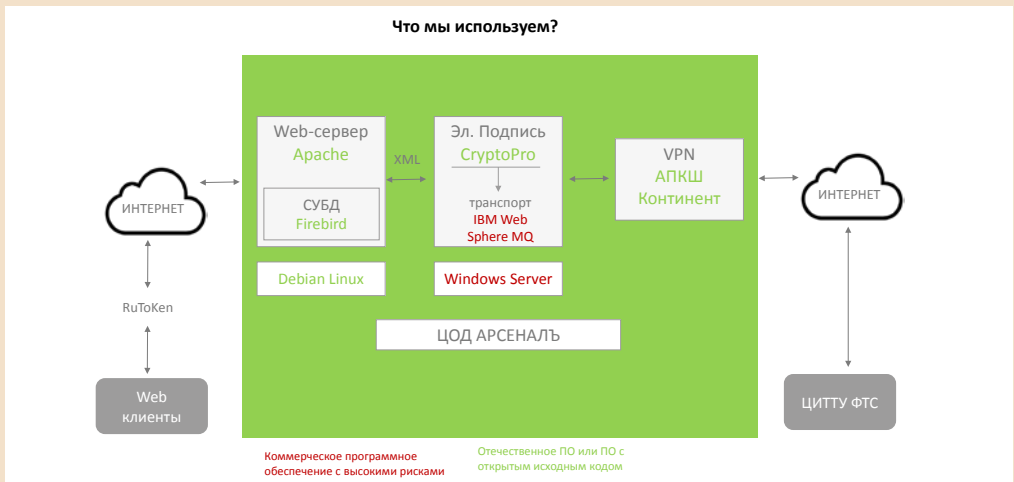 Что мы используем?
Web-сервер
Apache
СУБД
Firebird
Debian Linux
XML
Эл. Подпись
CryptoPro
транспорт
IBM Web
Sphere MQ
Windows Server
VPN
АПКШ
Континент
ЦОД АРСЕНАЛЪ
ИНТЕРНЕТ
RuToKen
Web
клиенты
ИНТЕРНЕТ
ЦИТТУ ФТС
Коммерческое программное
обеспечение с высокими рисками
Отечественное ПО или ПО с
открытым исходным кодом